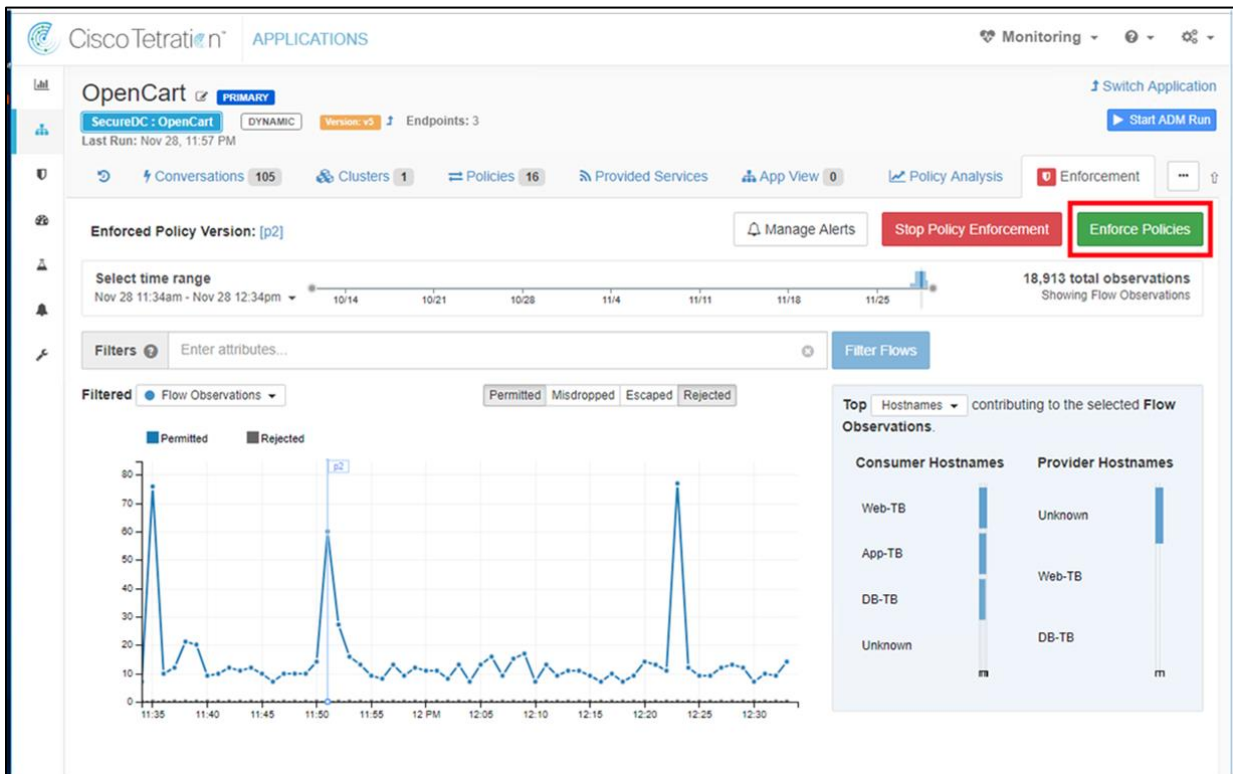 Cisco Tetration™ APPLICATIONS Monitoring
OpenCart PRIMARY Switch Application
SecureDC : OpenCart DYNAMIC Version: v5 Endpoints: 3 Start ADM Run
Last Run: Nov 28, 11:57 PM
Conversations 105 Clusters 1 Policies 16 Provided Services App View 0 Policy Analysis Enforcement ...
Enforced Policy Version: [p2] Manage Alerts Stop Policy Enforcement Enforce Policies
Select time range 18,913 total observations
Nov 28 11:34am - Nov 28 12:34pm 10/14 10/21 10/28 11/4 11/11 11/18 11/25 Showing Flow Observations
Filters ? Enter attributes... Filter Flows
Filtered Flow Observations Permitted Misdropped Escaped Rejected
Top Hostnames contributing to the selected Flow
Observations.
Permitted Rejected
Consumer Hostnames Provider Hostnames
p2
80
70
60
50
40
30
20
10
0
11:35 11:40 11:45 11:50 11:55 12 PM 12:05 12:10 12:15 12:20 12:25 12:30
Web-TB
App-TB
DB-TB
Unknown
m
Unknown
Web-TB
DB-TB
m